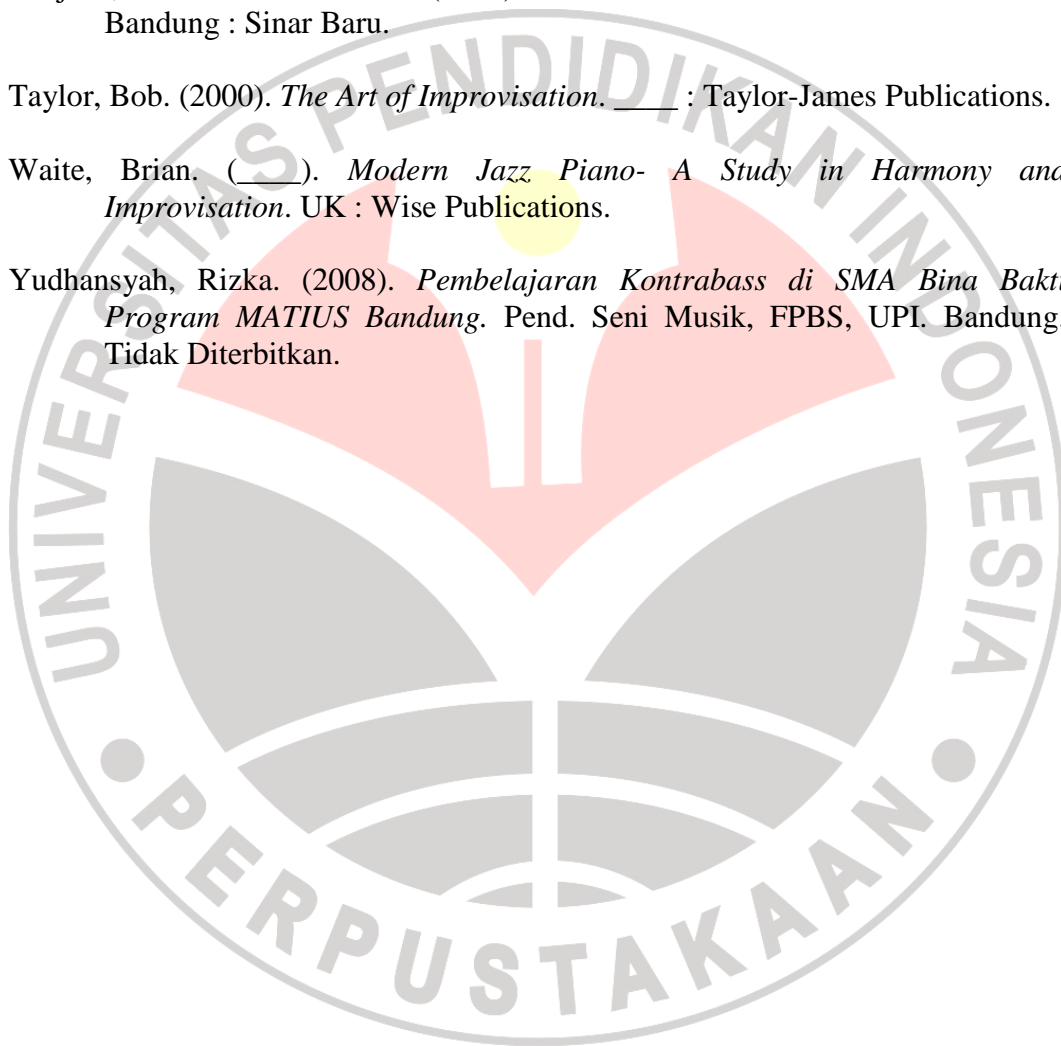 Bandung : Sinar Baru.
Taylor, Bob. (2000). The Art of Improvisation. ____ : Taylor-James Publications.
Waite, Brian. (____). Modern Jazz Piano- A Study in Harmony and
Improvisation. UK : Wise Publications.
Yudhansyah, Rizka. (2008). Pembelajaran Kontrabass di SMA Bina Bakti
Program MATIUS Bandung. Pend. Seni Musik, FPBS, UPI. Bandung.
Tidak Diterbitkan.
UNIVERSITAS PENDIDIKAN INDONESIA
PERPUSTAKAAN